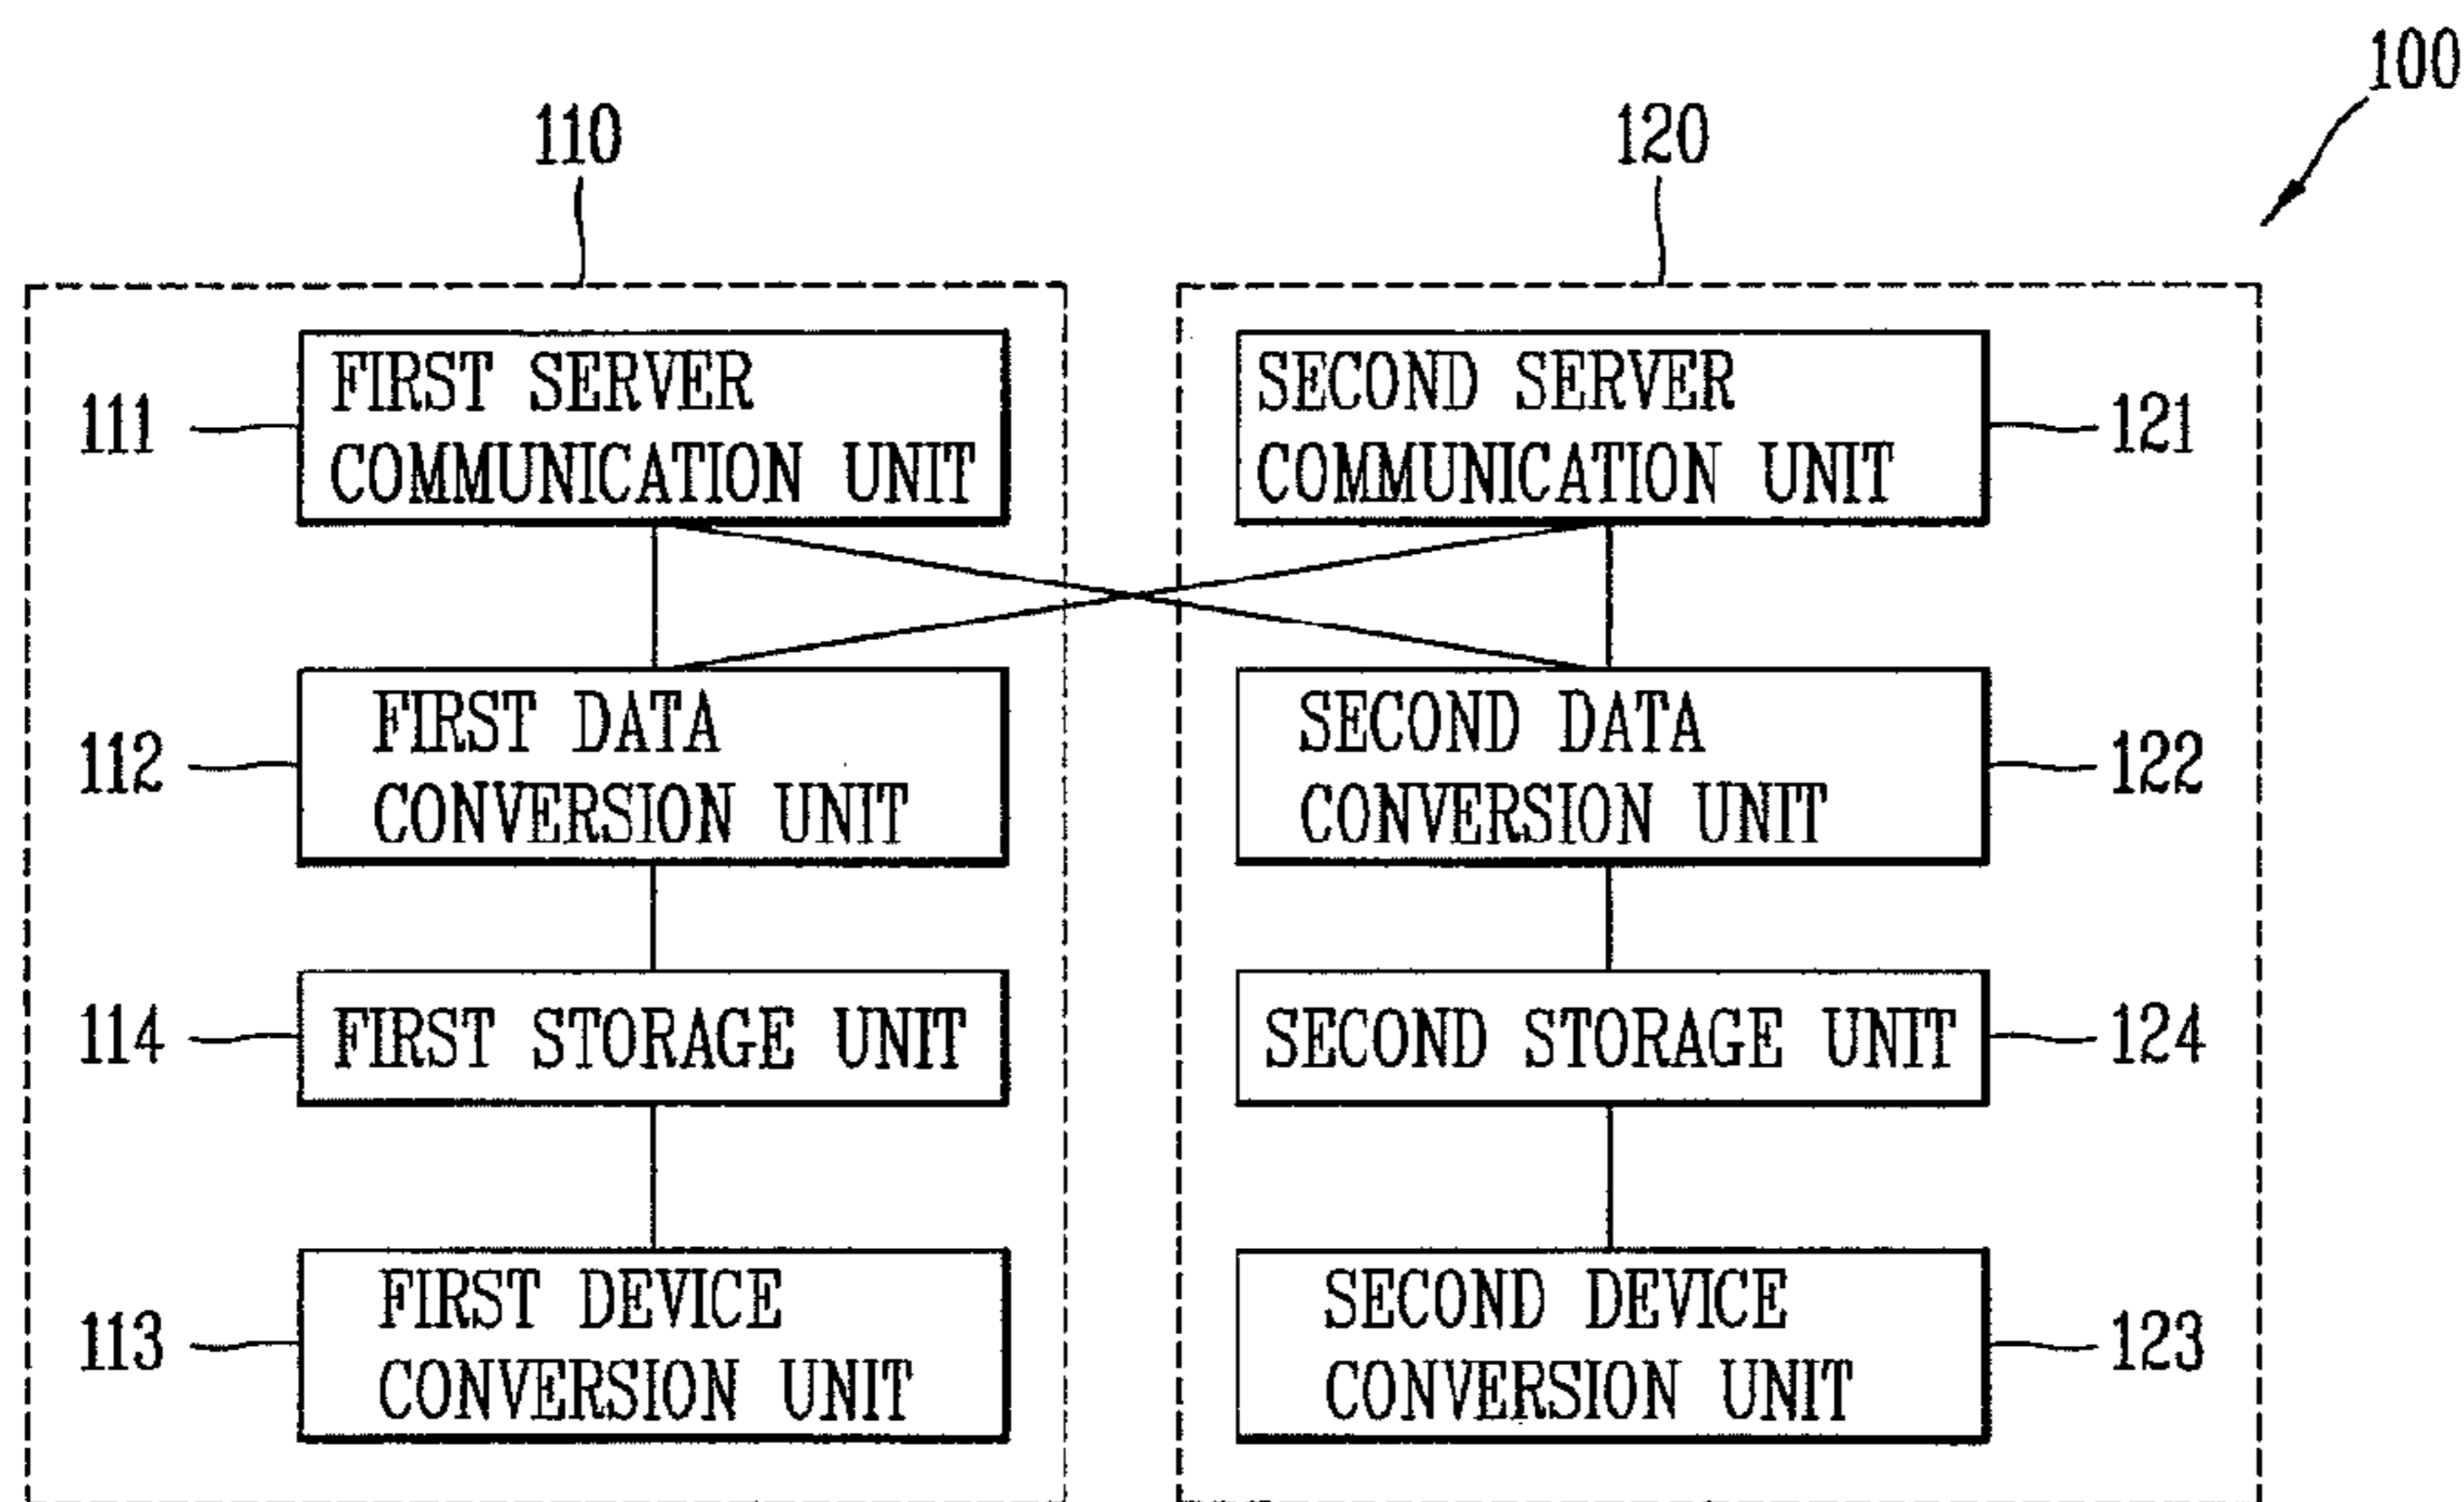 100
110
120
FIRST SERVER
COMMUNICATION UNIT
111
SECOND SERVER
COMMUNICATION UNIT
121
FIRST DATA
CONVERSION UNIT
112
SECOND DATA
CONVERSION UNIT
122
114
FIRST STORAGE UNIT
SECOND STORAGE UNIT
124
FIRST DEVICE
CONVERSION UNIT
113
SECOND DEVICE
CONVERSION UNIT
123